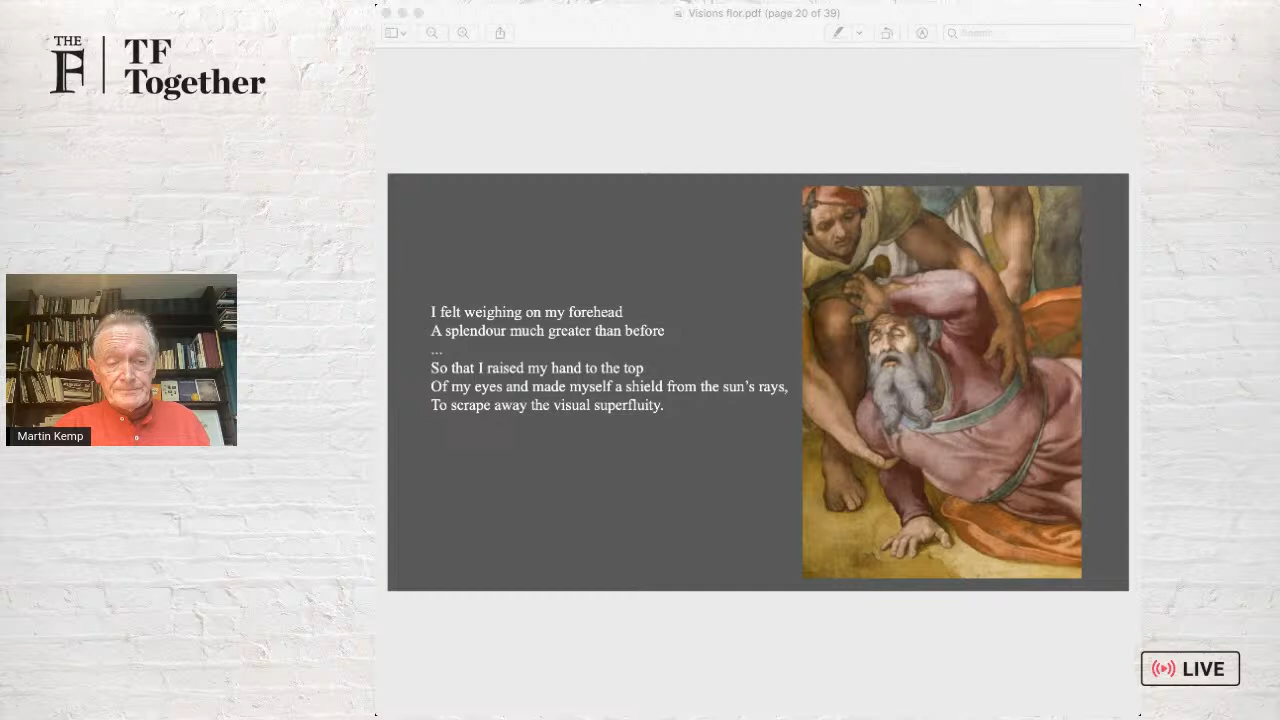 THE
F
TF
Together
Visions flor.pdf (page 20 of 39)
Search
I felt weighing on my forehead
A splendour much greater than before
...
So that I raised my hand to the top
Of my eyes and made myself a shield from the sun's rays,
To scrape away the visual superfluity.
Martin Kemp
LIVE